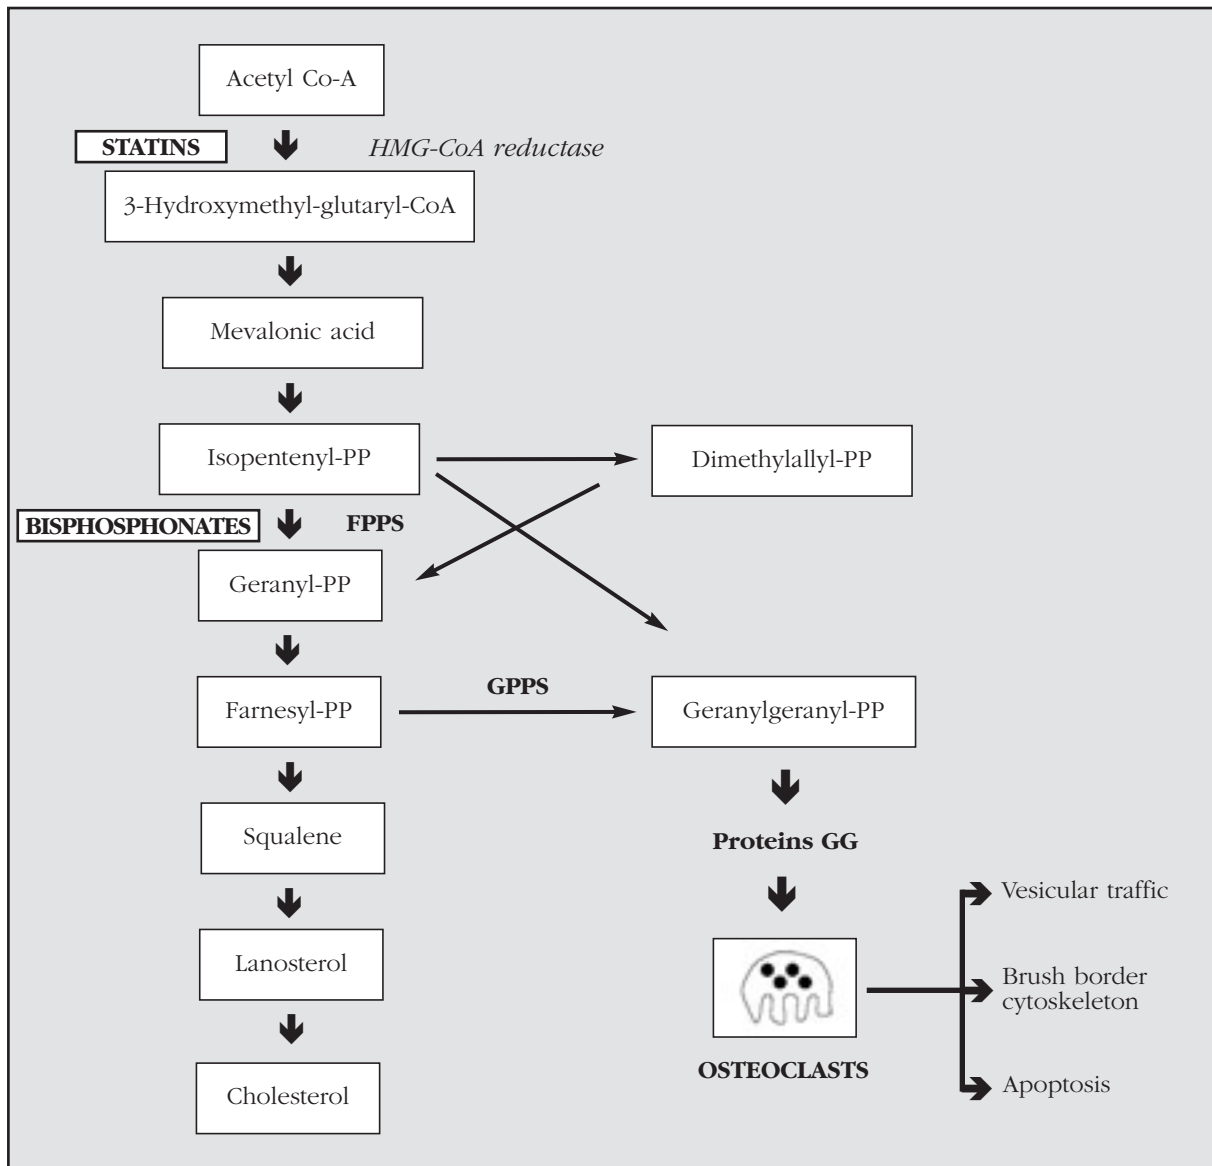 Acetyl Co-A
STATINS
HMG-CoA reductase
3-Hydroxymethyl-glutaryl-CoA
Mevalonic acid
Isopentenyl-PP
Dimethylallyl-PP
BISPHOSPHONATES
FPPS
Geranyl-PP
GPPS
Farnesyl-PP
Geranylgeranyl-PP
Squalene
Proteins GG
Vesicular traffic
Lanosterol
Brush border
cytoskeleton
OSTEOCLASTS
Cholesterol
Apoptosis